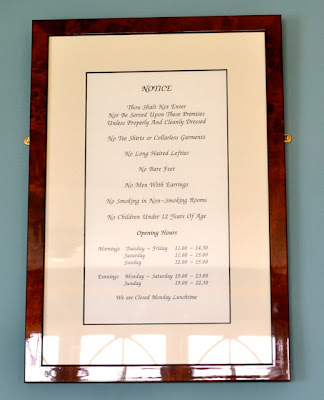 NOTICE
Thou Shalt Not Enter
Nor Be Served Upon These Premises
Unless Properly And Cleanly Dressed
No Tee Shirts or Collarless Garments
No Long Haired Lefties
No Bare Feet
No Men With Earrings
No Smoking in Non-Smoking Rooms
No Children Under 12 Years Of Age
Opening Hours
Mornings Tuesday - Friday 11.00 - 14.30
Saturday 11.00 - 15.00
Sunday 12.00 - 15.00
Evenings Monday - Saturday 19.00 - 23.00
Sunday 19.00 - 22.30
We are Closed Monday Lunchtime